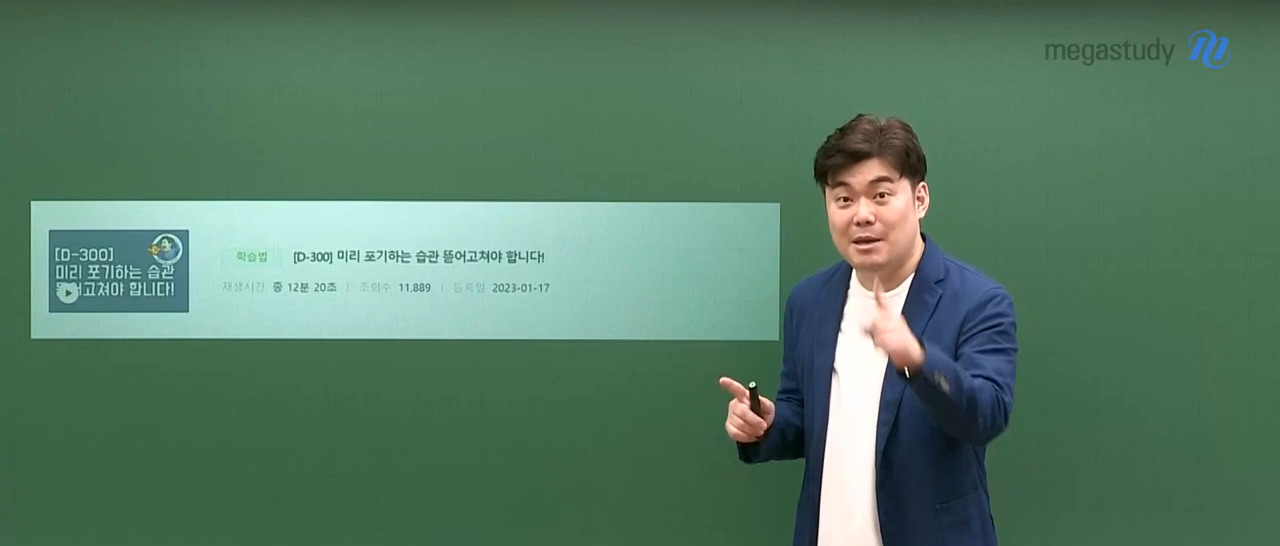 megastudy
[D-300]
미리 포기하는 습관
뜯어고쳐야 합니다!
학습법 [D-300] 미리 포기하는 습관 뜯어고쳐야 합니다!
재생시간 총 12분 20초 | 조회수 11,889 | 등록일 2023-01-17